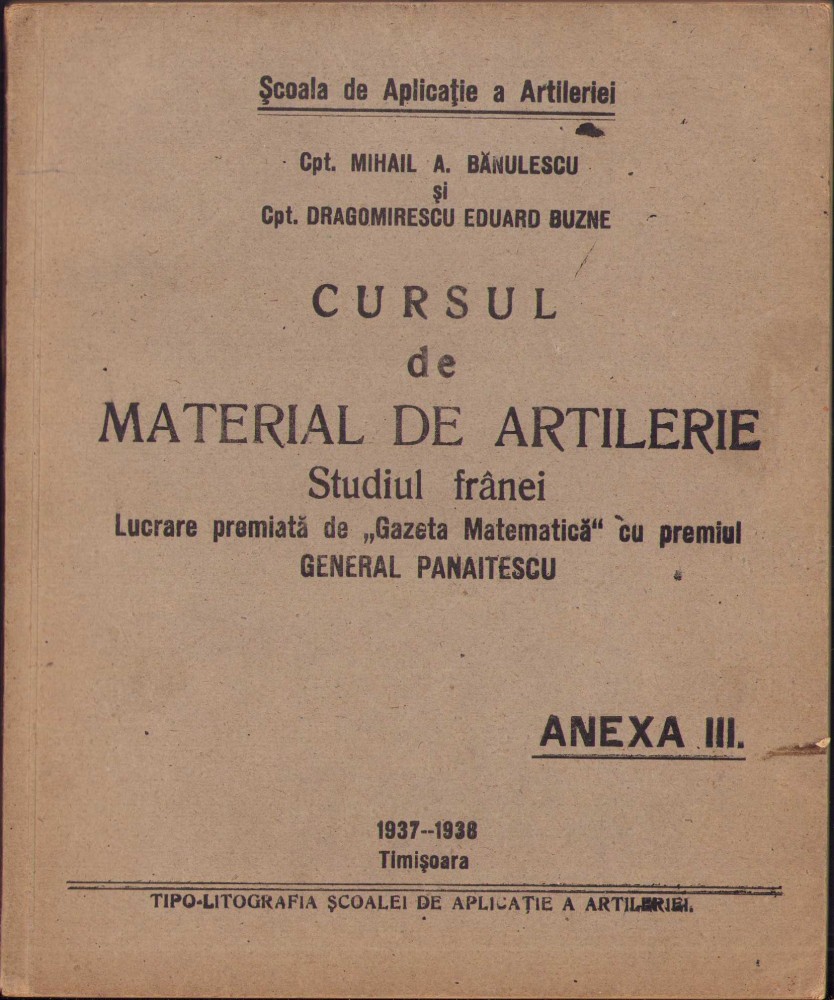 Școala de Aplicație a Artileriei
Cpt. MIHAIL A. BĂNULESCU
și
Cpt. DRAGOMIRESCU EDUARD BUZNE
CURSUL
de
MATERIAL DE ARTILERIE
Studiul frânei
Lucrare premiată de „Gazeta Matematică“ cu premiul
GENERAL PANAITESCU
ANEXA III.
1937--1938
Timișoara
TIPO-LITOGRAFIA ȘCOALEI DE APLICAȚIE A ARTILERIEI.